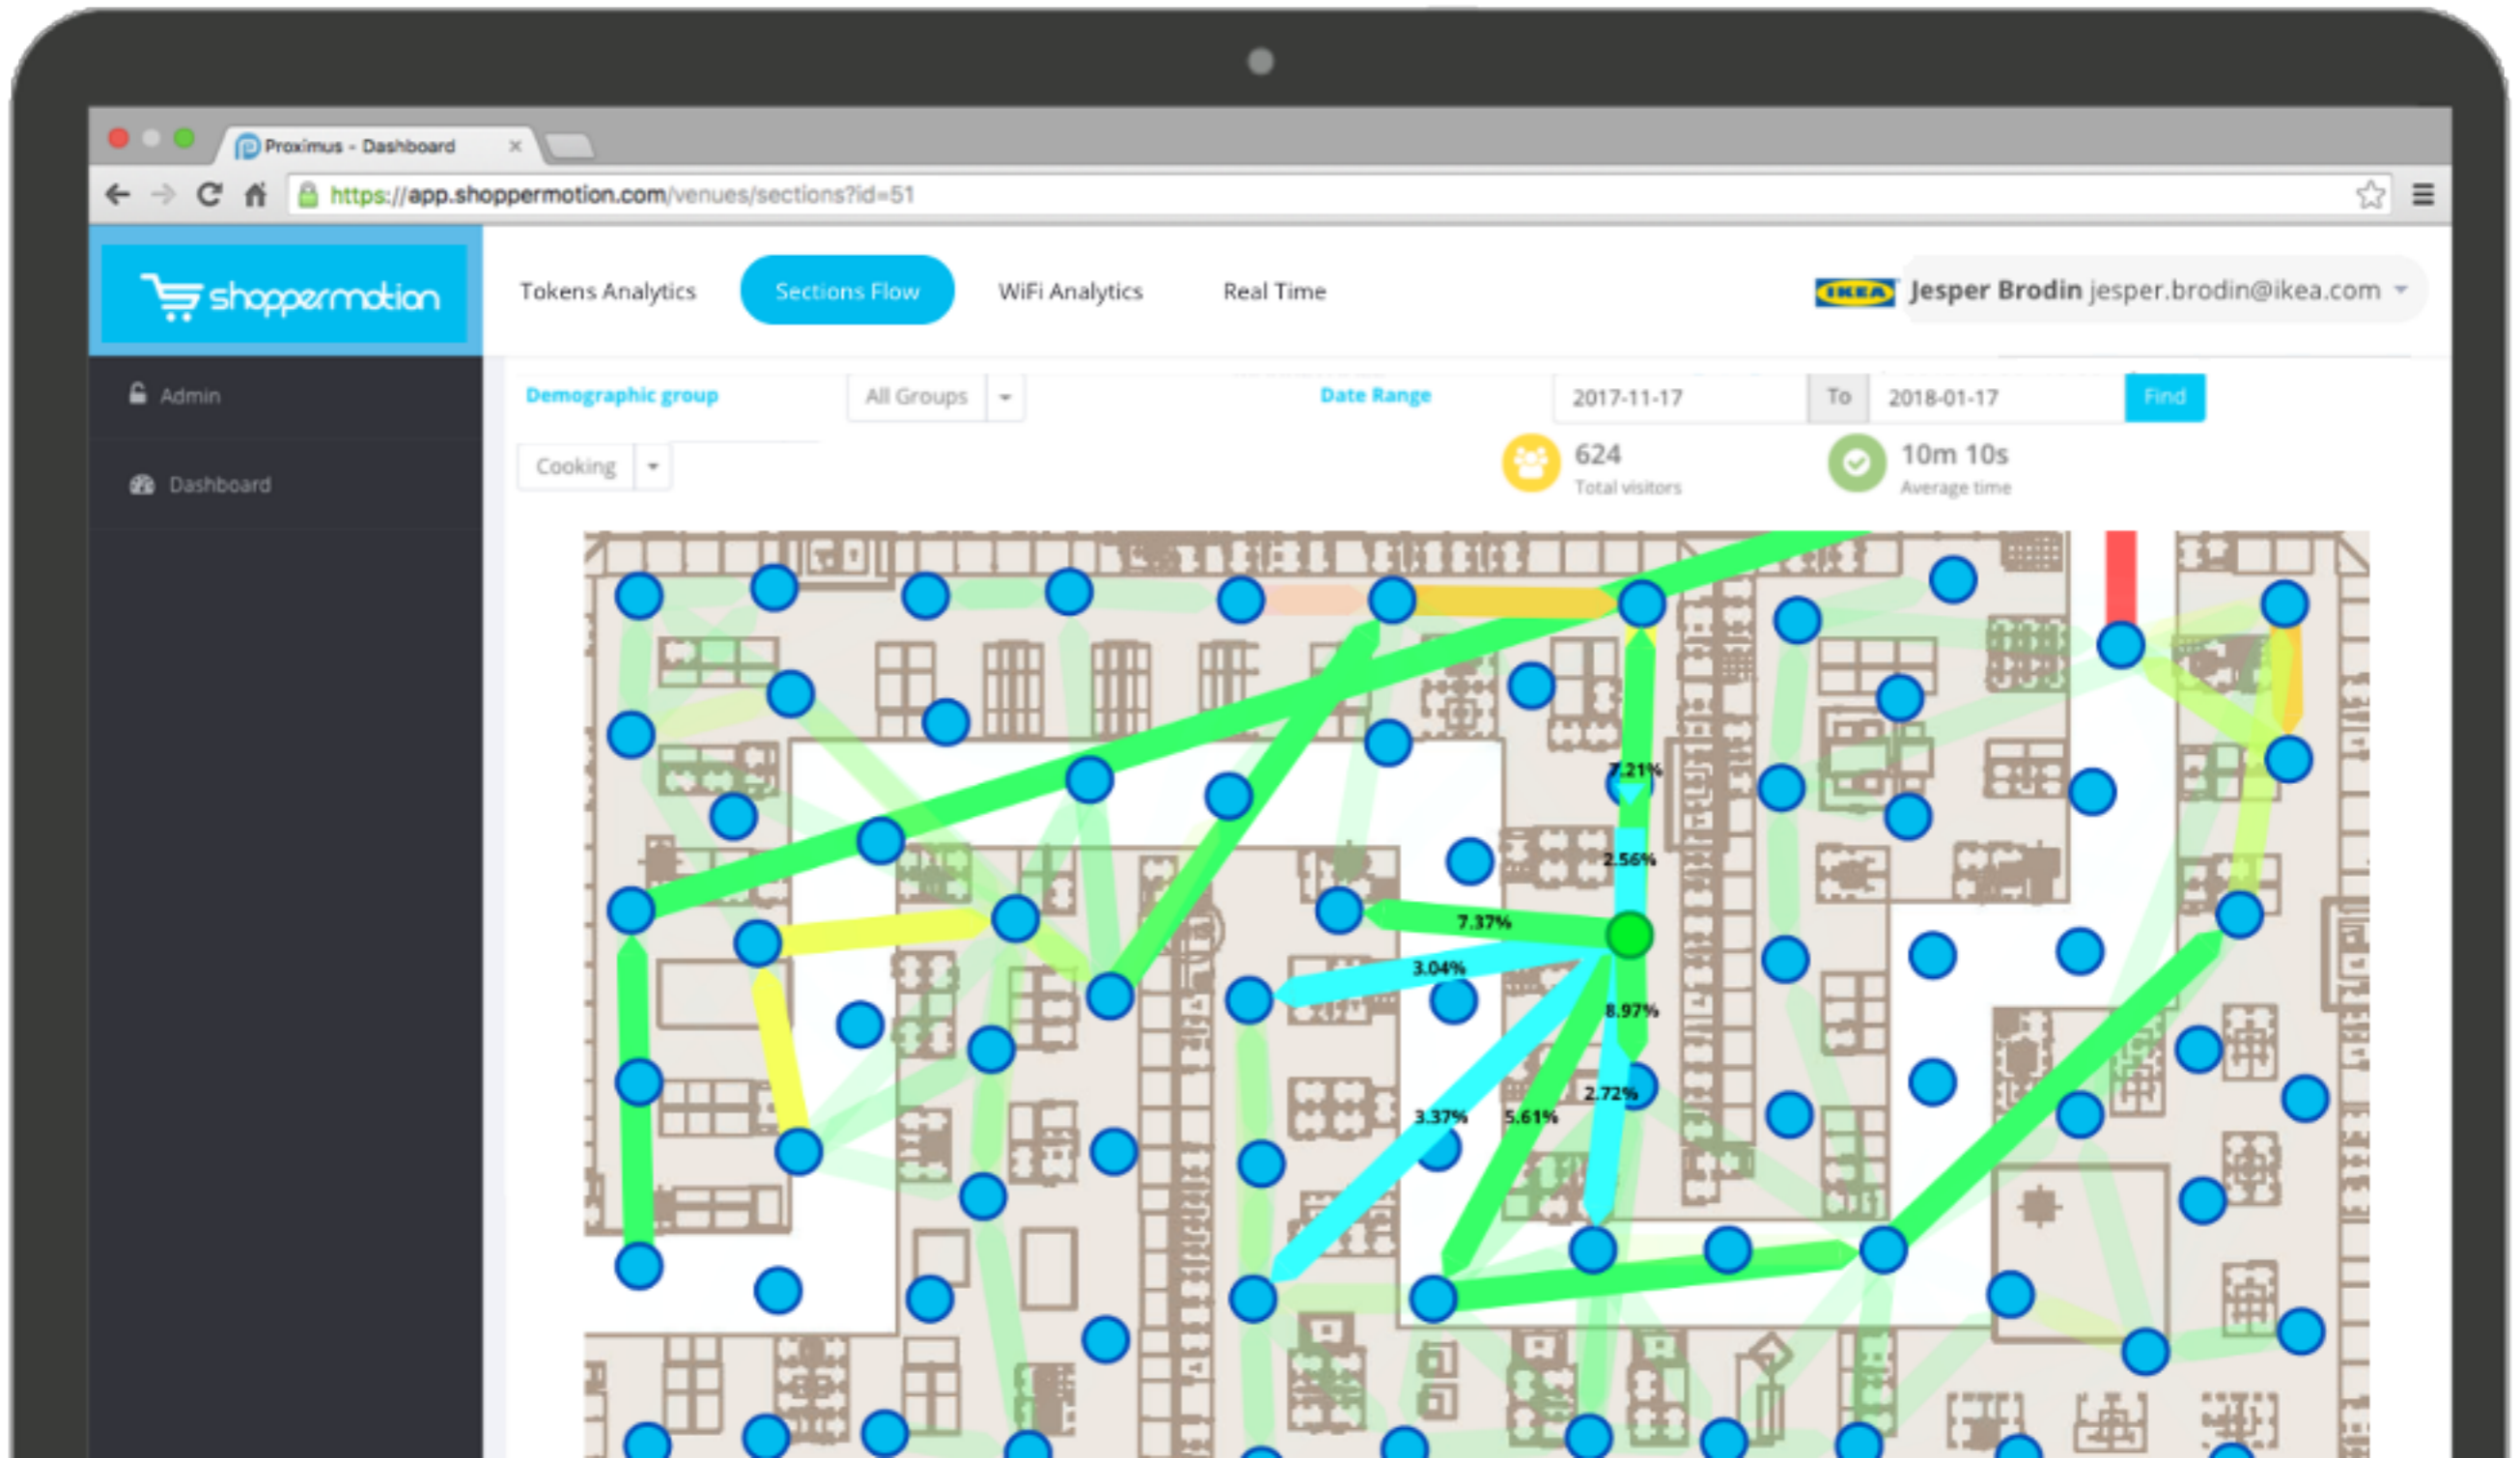 Proximus - Dashboard
https://app.shoppermotion.com/venues/sections?id=51
shoppermotion
Tokens Analytics
Sections Flow
WiFi Analytics
Real Time
IKEA
Jesper Brodin jesper.brodin@ikea.com
Admin
Dashboard
Demographic group
All Groups
Date Range
2017-11-17
To
2018-01-17
Find
Cooking
624
Total visitors
10m 10s
Average time
7.21%
2.56%
7.37%
3.04%
8.97%
2.72%
3.37%
5.61%